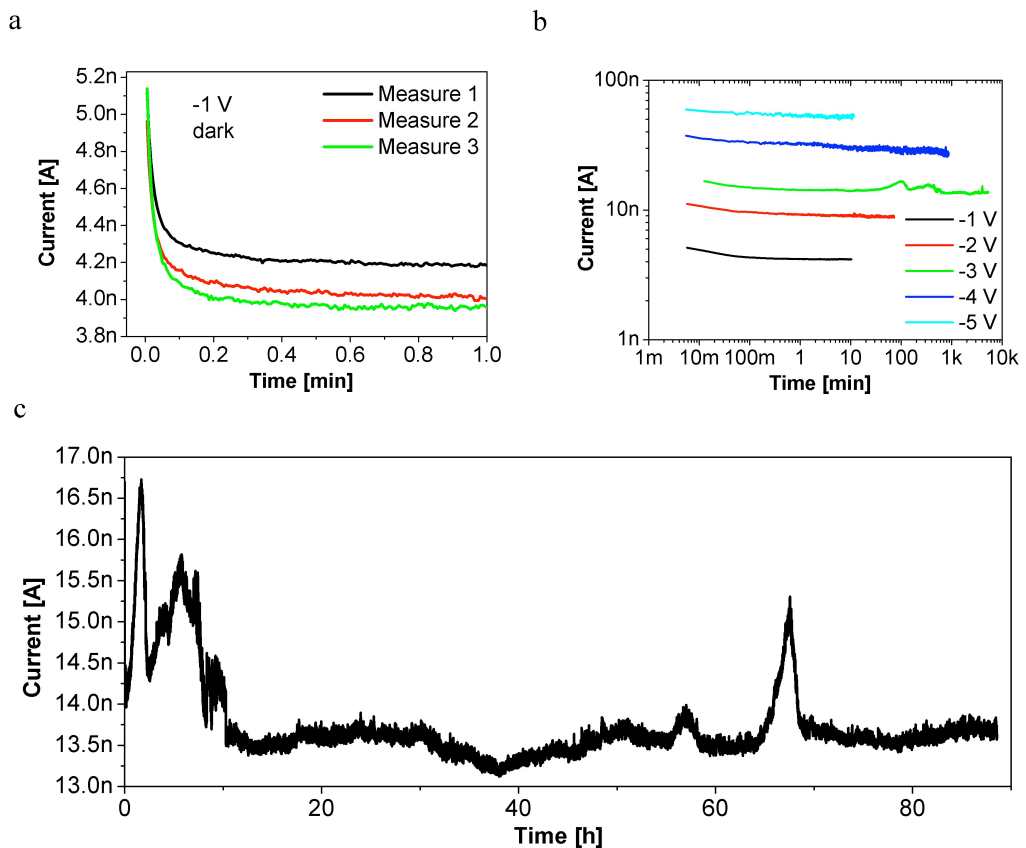 a
5.2n
5.0n
4.8n
4.6n
4.4n
4.2n
4.0n
3.8n
Current [A]
-1 V
dark
Measure 1
Measure 2
Measure 3
0.0 0.2 0.4 0.6 0.8 1.0
Time [min]
b
100n
10n
1n
Current [A]
-1 V
-2 V
-3 V
-4 V
-5 V
1m 10m 100m 1 10 100 1k 10k
Time [min]
c
17.0n
16.5n
16.0n
15.5n
15.0n
14.5n
14.0n
13.5n
13.0n
Current [A]
0 20 40 60 80
Time [h]